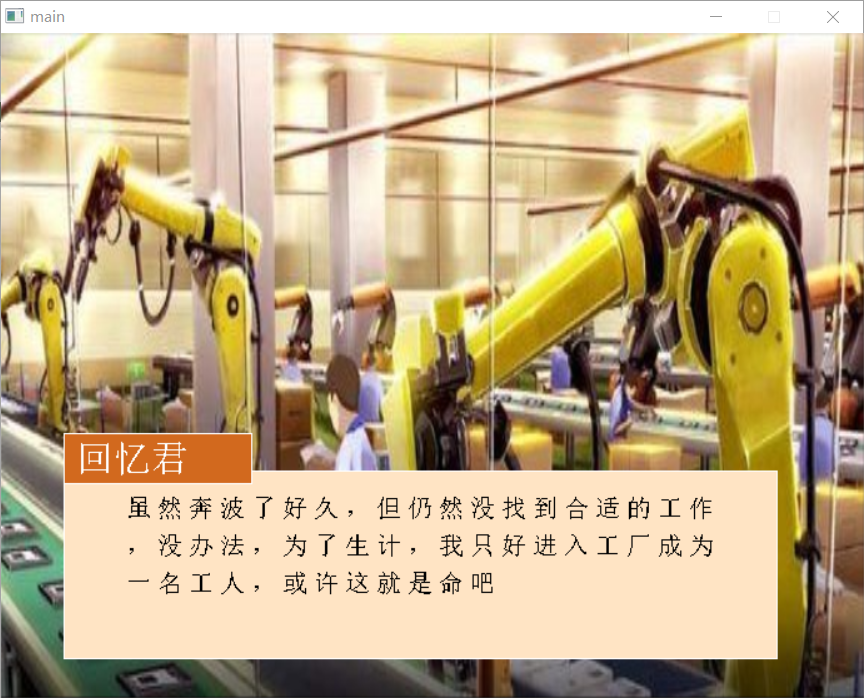 main
回忆君
虽然奔波了好久，但仍然没找到合适的工作
，没办法，为了生计，我只好进入工厂成为
一名工人，或许这就是命吧